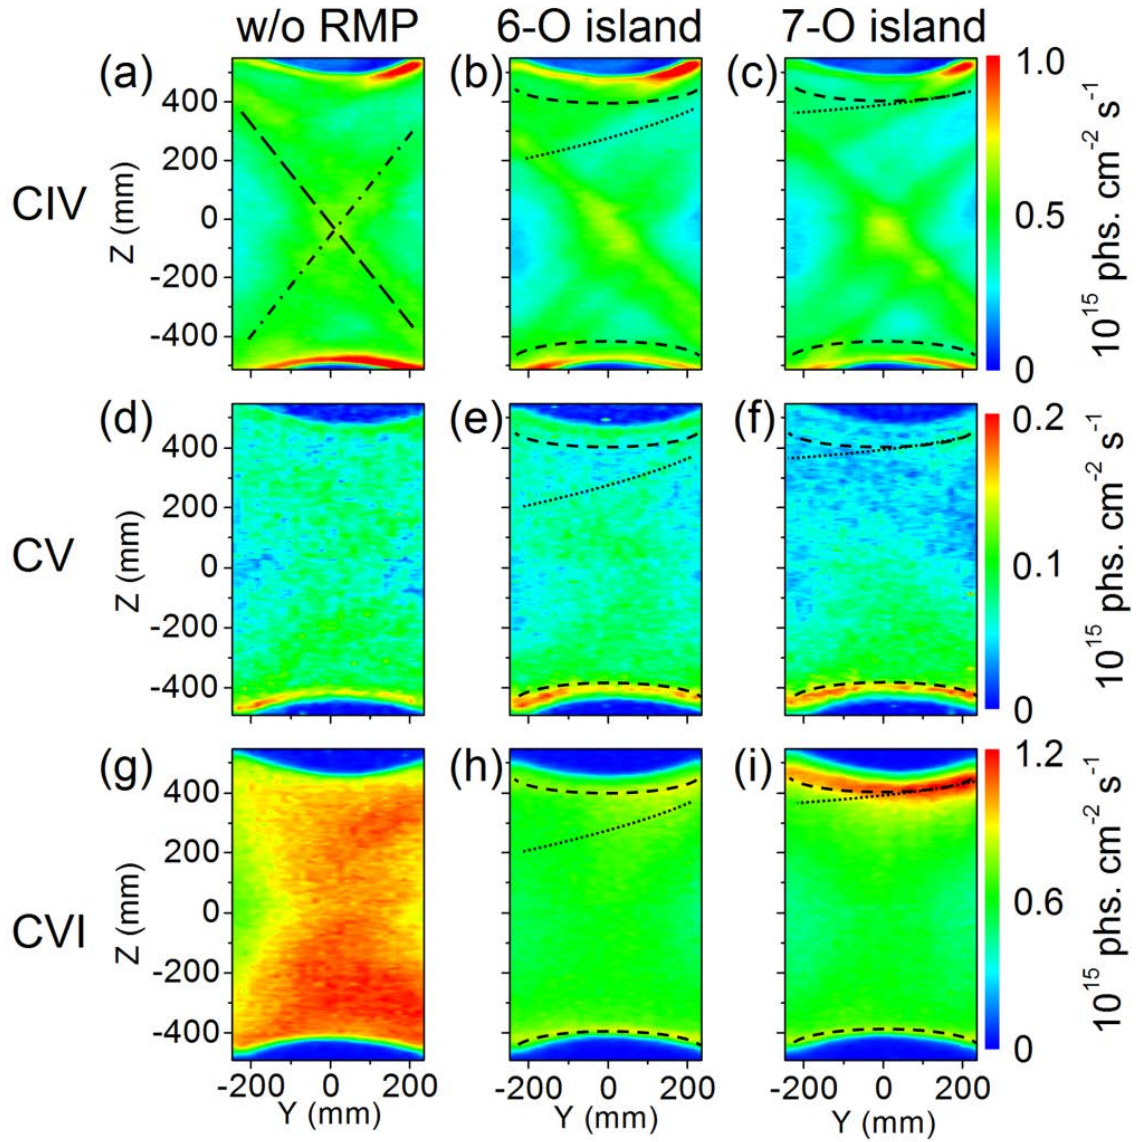 w/o RMP 6-O island 7-O island
(a) (b) (c)
CIV
Z (mm)
400
200
0
-200
-400
1.0
0.5
0
10¹⁵ phs. cm⁻² s⁻¹
(d) (e) (f)
CV
Z (mm)
400
200
0
-200
-400
0.2
0.1
0
10¹⁵ phs. cm⁻² s⁻¹
(g) (h) (i)
CVI
Z (mm)
400
200
0
-200
-400
1.2
0.6
0
10¹⁵ phs. cm⁻² s⁻¹
-200 0 200 -200 0 200 -200 0 200
Y (mm) Y (mm) Y (mm)